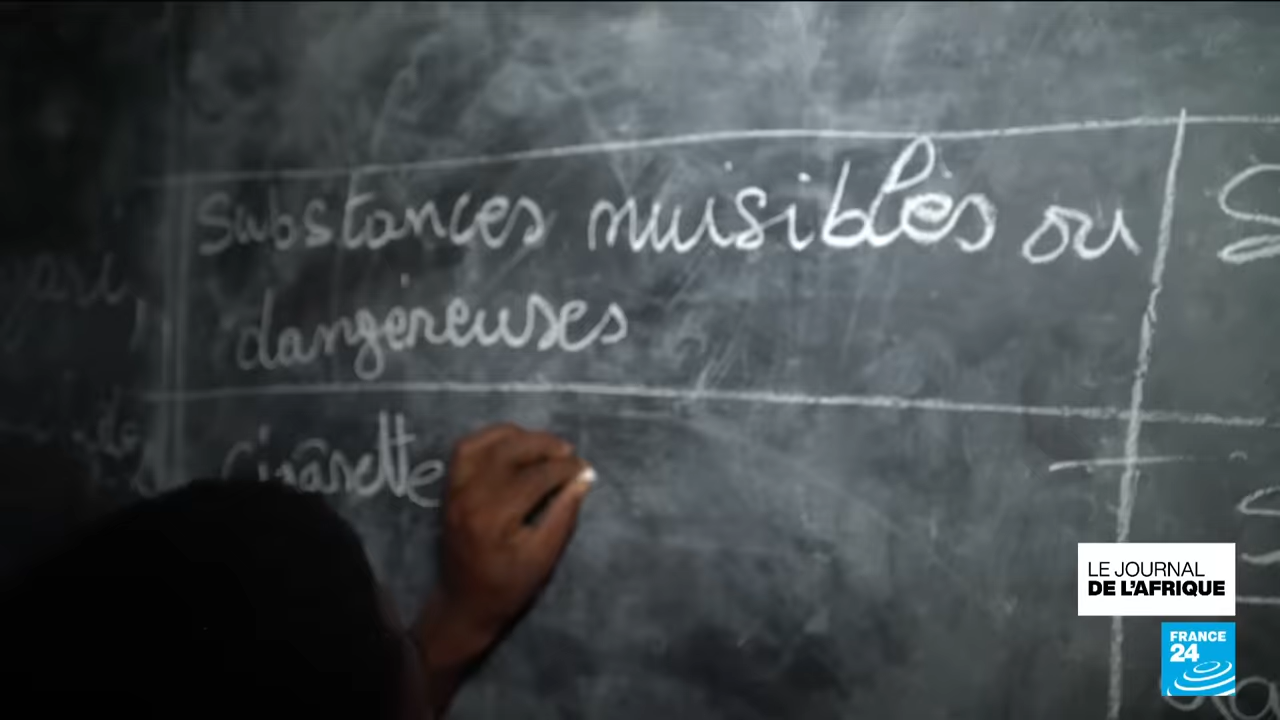 Substances nuisibles ou
dangereuses
Cigarette
LE JOURNAL
DE L'AFRIQUE
FRANCE
24